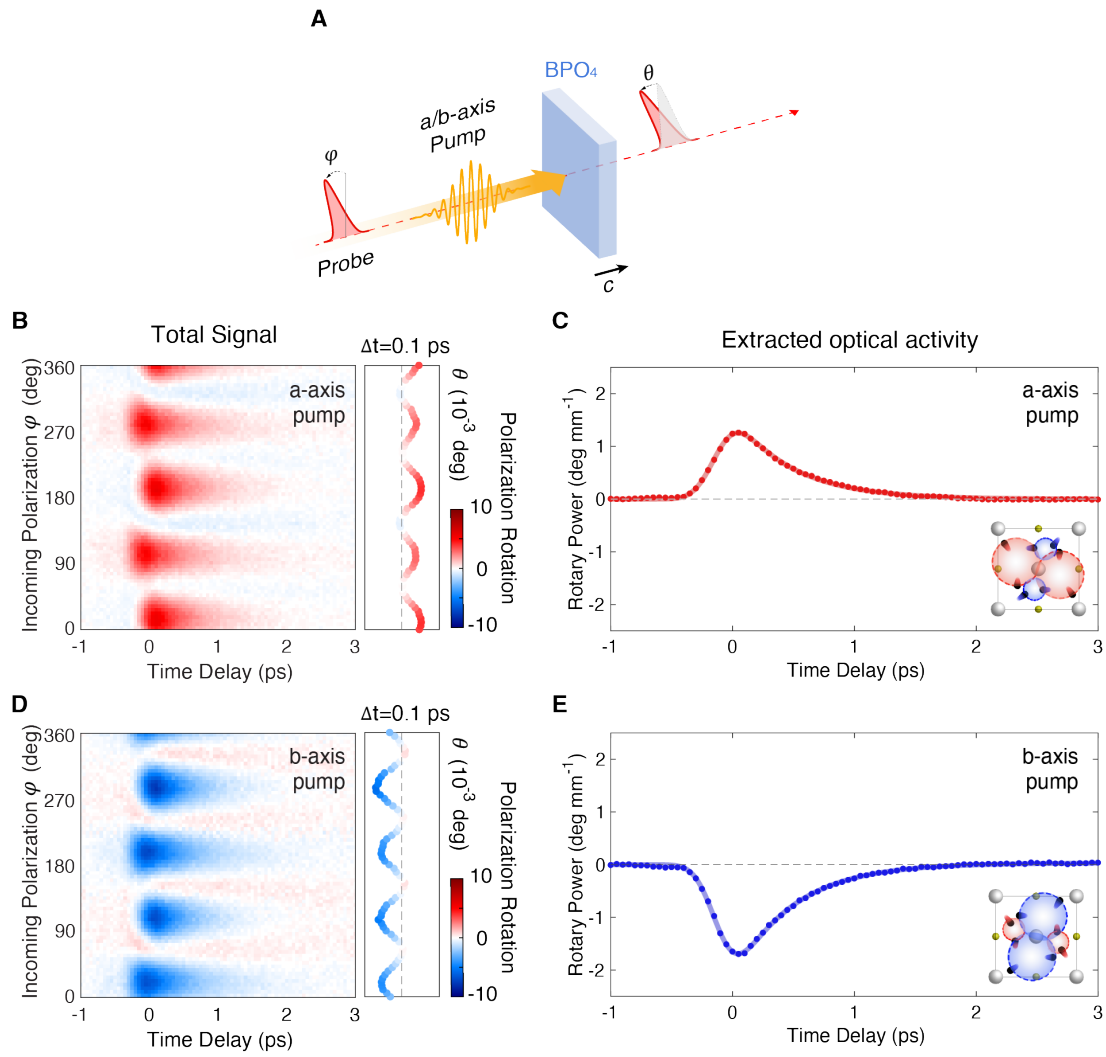 A
BPO4
θ
a/b-axis
Pump
φ
Probe
c
B
Total Signal
Δt=0.1 ps
Incoming Polarization φ (deg)
360
270
180
90
0
a-axis
pump
-1
0
1
2
3
Time Delay (ps)
θ (10-3 deg)
Polarization Rotation
10
0
-10
C
Extracted optical activity
Rotary Power (deg mm-1)
2
1
0
-1
-2
a-axis
pump
-1
0
1
2
3
Time Delay (ps)
D
Δt=0.1 ps
Incoming Polarization φ (deg)
360
270
180
90
0
b-axis
pump
-1
0
1
2
3
Time Delay (ps)
θ (10-3 deg)
Polarization Rotation
10
0
-10
E
Rotary Power (deg mm-1)
2
1
0
-1
-2
b-axis
pump
-1
0
1
2
3
Time Delay (ps)